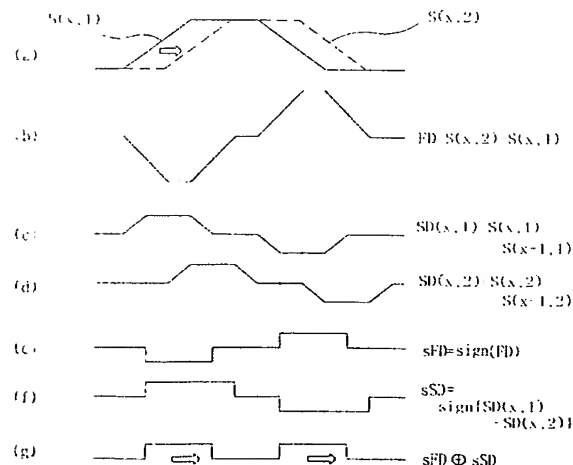 S(x,1)
S(x,2)
(a)
(b)
FD S(x,2) S(x,1)
(c)
SD(x,1) S(x,1)
S(x-1,1)
(d)
SD(x,2) S(x,2)
S(x-1,2)
(e)
sFD=sign(FD)
(f)
sSD=
sign{SD(x,1)
-SD(x,2)}
(g)
sFD ⊕ sSD